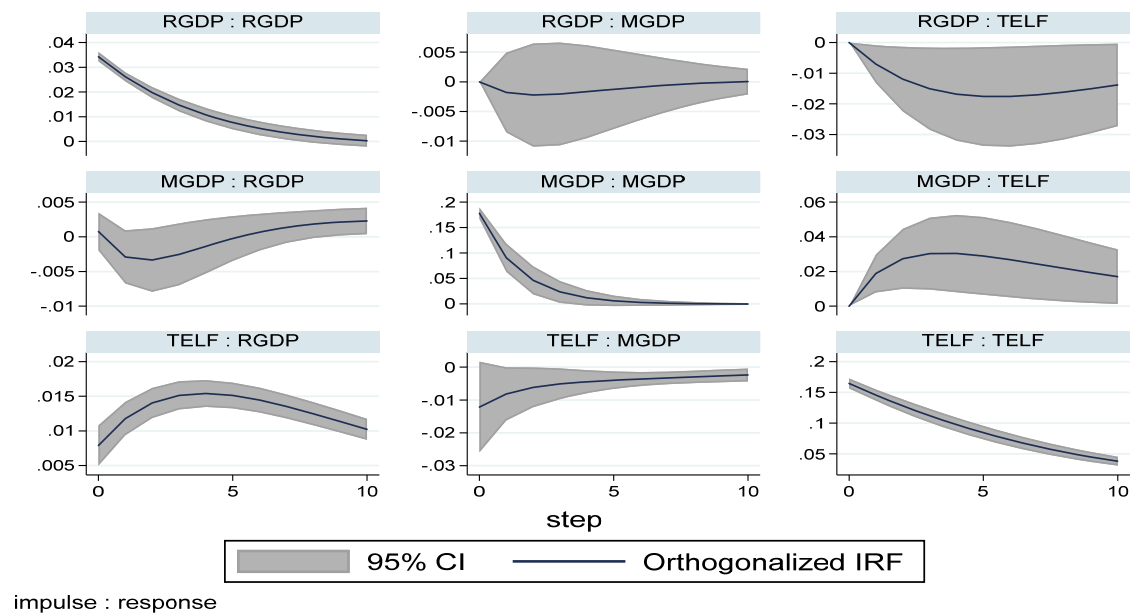 RGDP : RGDP
RGDP : MGDP
RGDP : TELF
.04
.03
.02
.01
0
.005
0
-.005
-.01
0
-.01
-.02
-.03
MGDP : RGDP
MGDP : MGDP
MGDP : TELF
.005
0
-.005
-.01
.2
.15
.1
.05
0
.06
.04
.02
0
TELF : RGDP
TELF : MGDP
TELF : TELF
.02
.015
.01
.005
0
-.01
-.02
-.03
.2
.15
.1
.05
0 5 10
0 5 10
0 5 10
step
95% CI Orthogonalized IRF
impulse : response